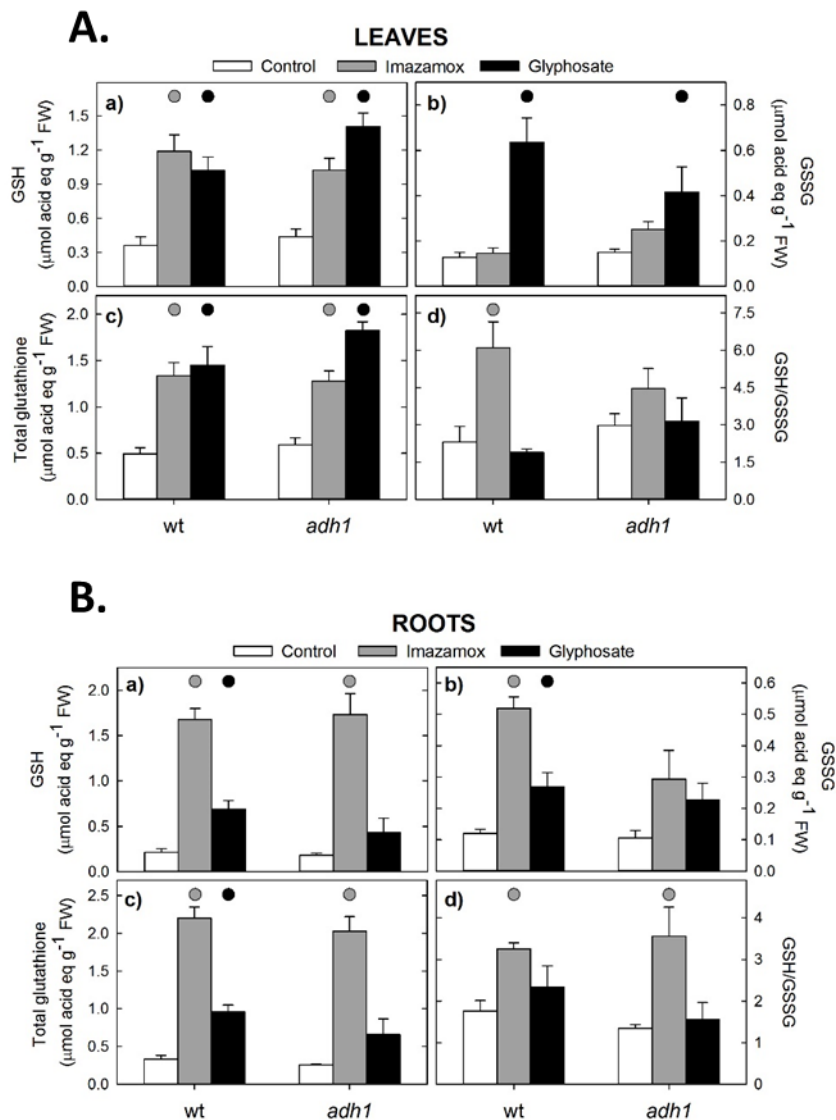 A.
LEAVES
Control Imazamox Glyphosate
a)
GSH
(μmol acid eq g⁻¹ FW)
1.5
1.2
0.9
0.6
0.3
0.0
b)
GSSG
(μmol acid eq g⁻¹ FW)
0.8
0.6
0.4
0.2
0.0
c)
Total glutathione
(μmol acid eq g⁻¹ FW)
2.0
1.5
1.0
0.5
0.0
d)
GSH/GSSG
7.5
6.0
4.5
3.0
1.5
0.0
wt adh1 wt adh1
B.
ROOTS
Control Imazamox Glyphosate
a)
GSH
(μmol acid eq g⁻¹ FW)
2.0
1.5
1.0
0.5
0.0
b)
GSSG
(μmol acid eq g⁻¹ FW)
0.6
0.5
0.4
0.3
0.2
0.1
0.0
c)
Total glutathione
(μmol acid eq g⁻¹ FW)
2.5
2.0
1.5
1.0
0.5
0.0
d)
GSH/GSSG
4
3
2
1
0
wt adh1 wt adh1